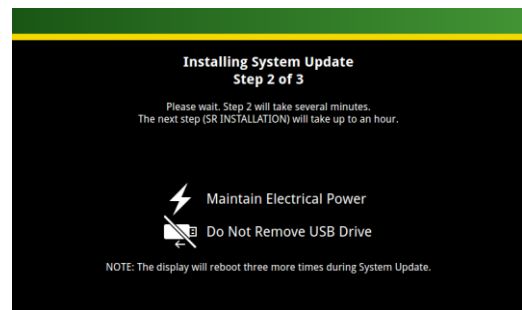 Installing System Update
Step 2 of 3
Please wait. Step 2 will take several minutes.
The next step (SR INSTALLATION) will take up to an hour.
Maintain Electrical Power
Do Not Remove USB Drive
NOTE: The display will reboot three more times during System Update.